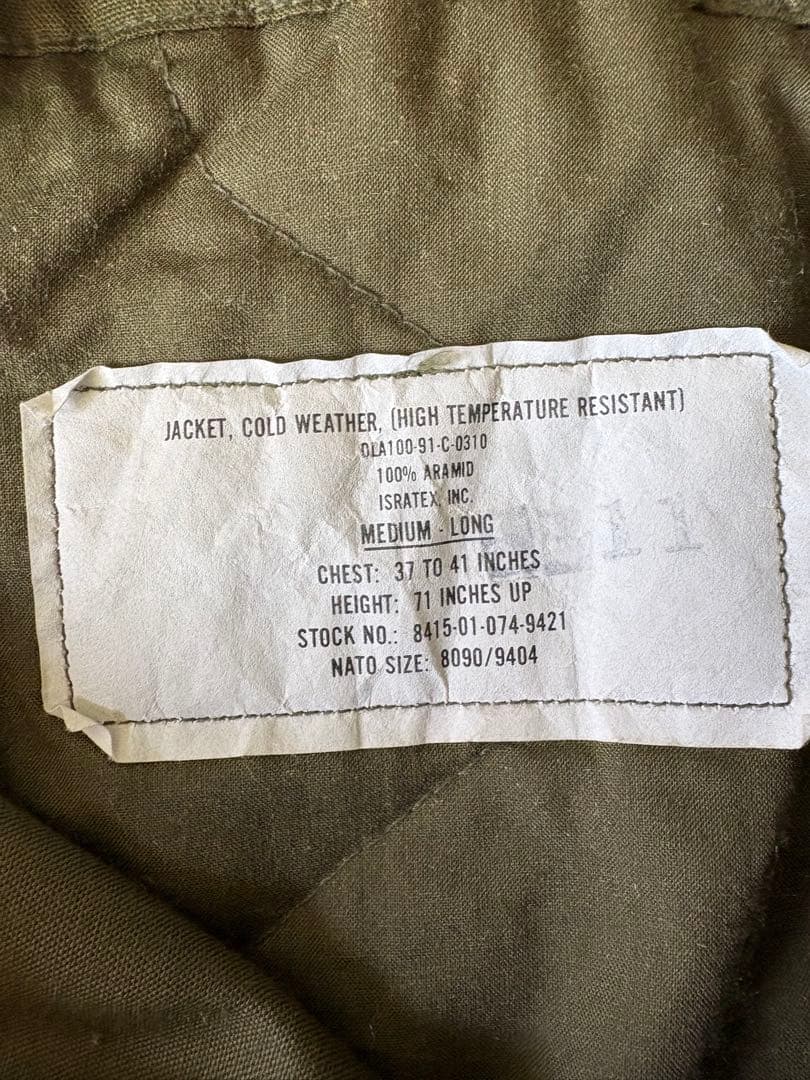 JACKET, COLD WEATHER, (HIGH TEMPERATURE RESISTANT)
DLA100-91-C-0310
100% ARAMID
ISRATEX, INC.
MEDIUM - LONG
CHEST: 37 TO 41 INCHES
HEIGHT: 71 INCHES UP
STOCK NO.: 8415-01-074-9421
NATO SIZE: 8090/9404